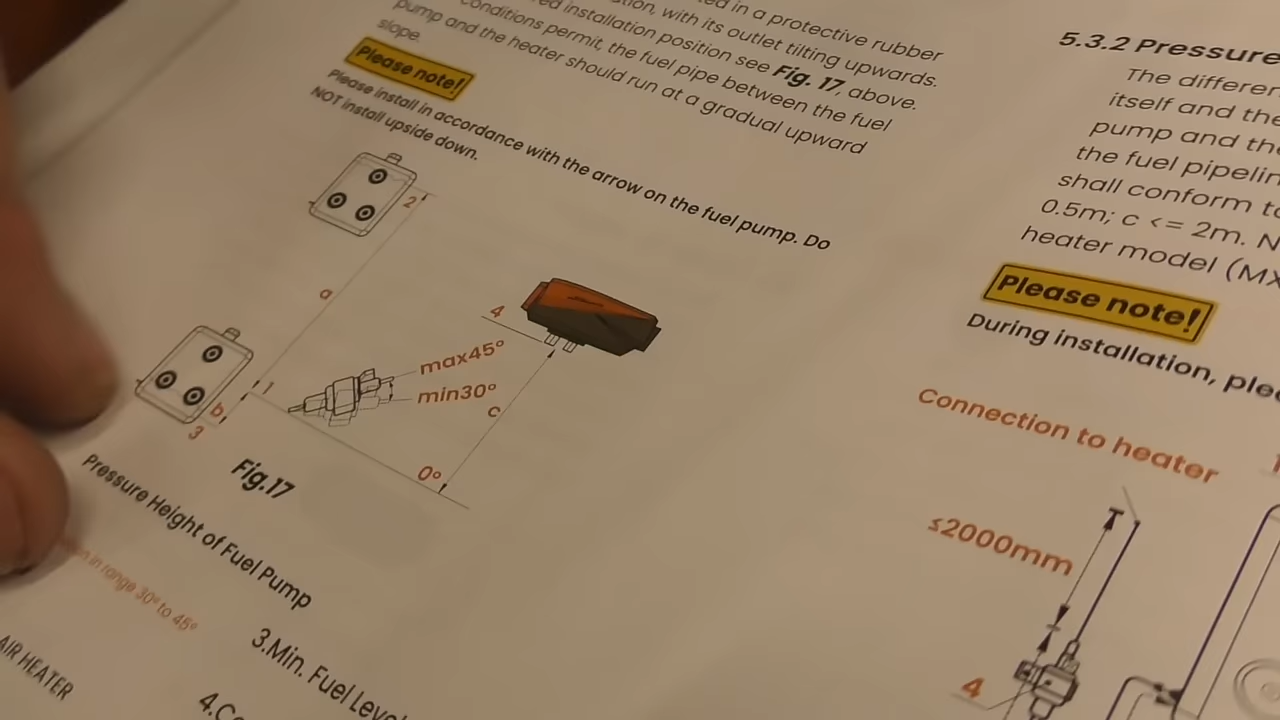 in a protective rubber
tion, with its outlet tilting upwards.
installation position see Fig. 17, above.
conditions permit, the fuel pipe between the fuel
pump and the heater should run at a gradual upward
slope
Please note!
Please install in accordance with the arrow on the fuel pump. Do
NOT install upside down.
2
a
4
max45°
min30°
c
1
b
3
0°
Fig.17
Pressure Height of Fuel Pump
in range 30° to 45°
AIR HEATER
3.Min. Fuel Leve
4.Co
5.3.2 Pressure
The differen
itself and the
pump and the
the fuel pipelin
shall conform to
0.5m; c <= 2m. N
heater model (MX
Please note!
During installation, plea
Connection to heater
1
≤2000mm
4